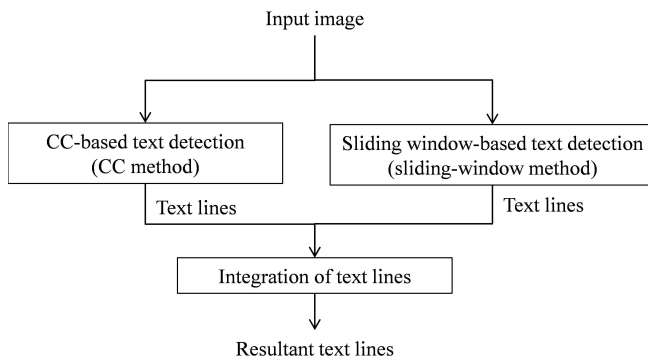 Input image
CC-based text detection
(CC method)
Sliding window-based text detection
(sliding-window method)
Text lines
Text lines
Integration of text lines
Resultant text lines